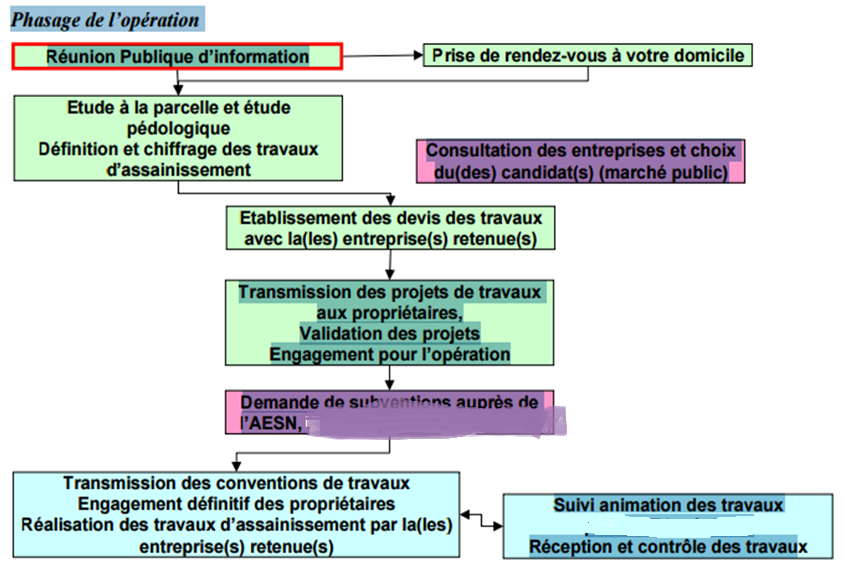 Phasage de l'opération
Réunion Publique d'information
Prise de rendez-vous à votre domicile
Etude à la parcelle et étude
pédologique
Définition et chiffrage des travaux
d'assainissement
Consultation des entreprises et choix
du(des) candidat(s) (marché public)
Etablissement des devis des travaux
avec la(les) entreprise(s) retenue(s)
Transmission des projets de travaux
aux propriétaires,
Validation des projets
Engagement pour l'opération
Demande de subventions auprès de
l'AESN,
Transmission des conventions de travaux
Engagement définitif des propriétaires
Réalisation des travaux d'assainissement par la(les)
entreprise(s) retenue(s)
Suivi animation des travaux
Réception et contrôle des travaux